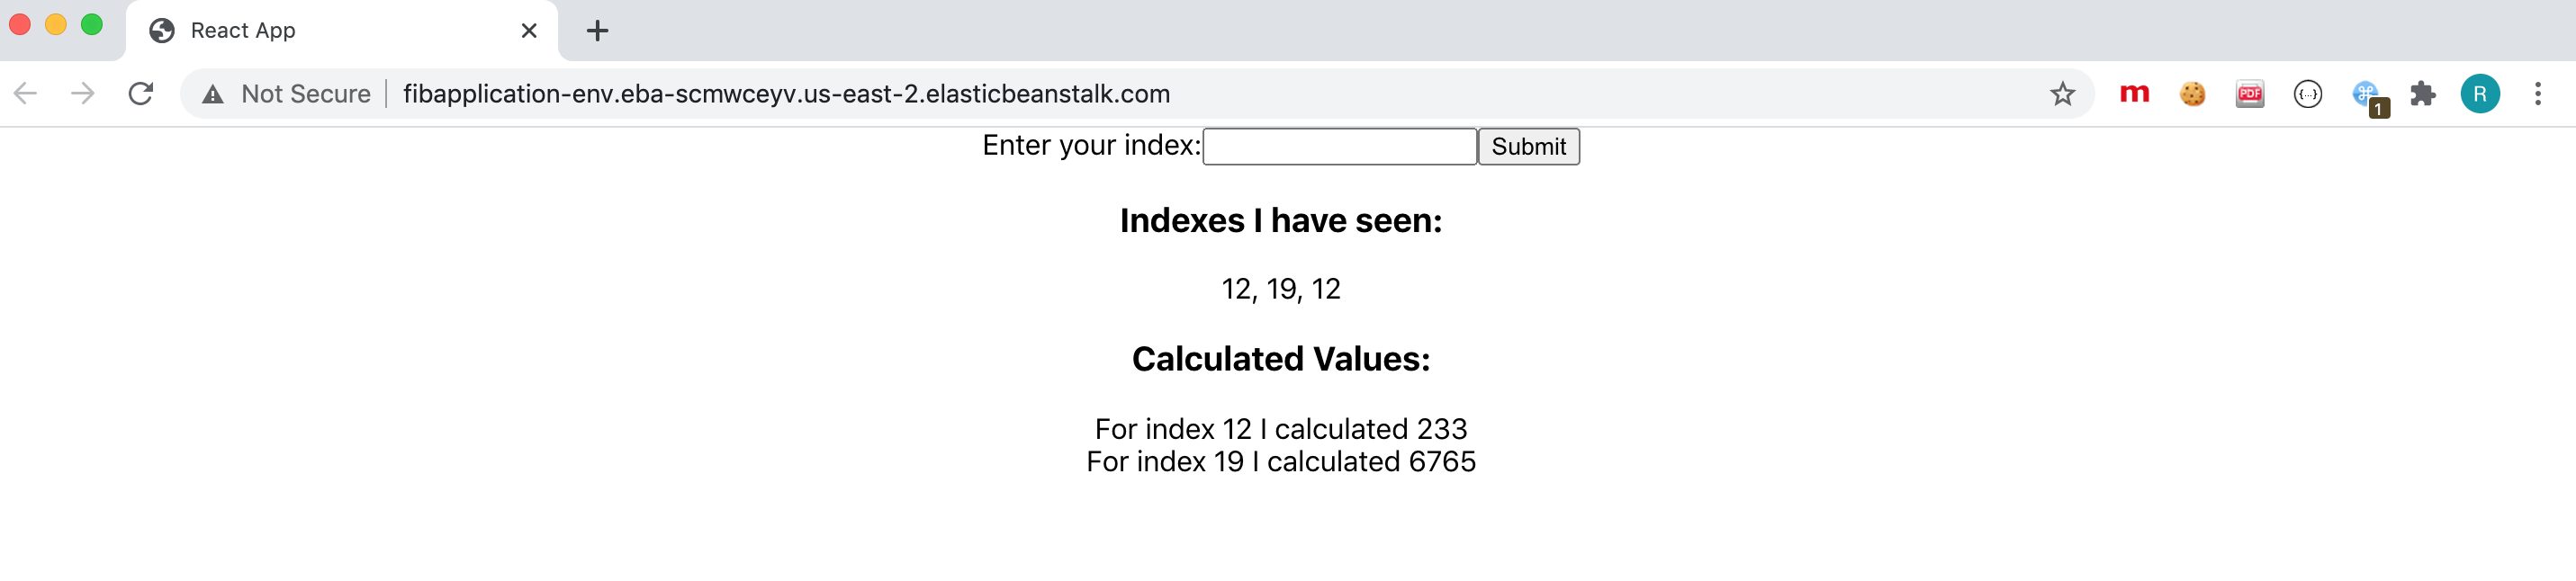 React App
Not Secure fibapplication-env.eba-scmwceyv.us-east-2.elasticbeanstalk.com m PDF {...} 1 R
Enter your index: Submit
Indexes I have seen:
12, 19, 12
Calculated Values:
For index 12 I calculated 233
For index 19 I calculated 6765